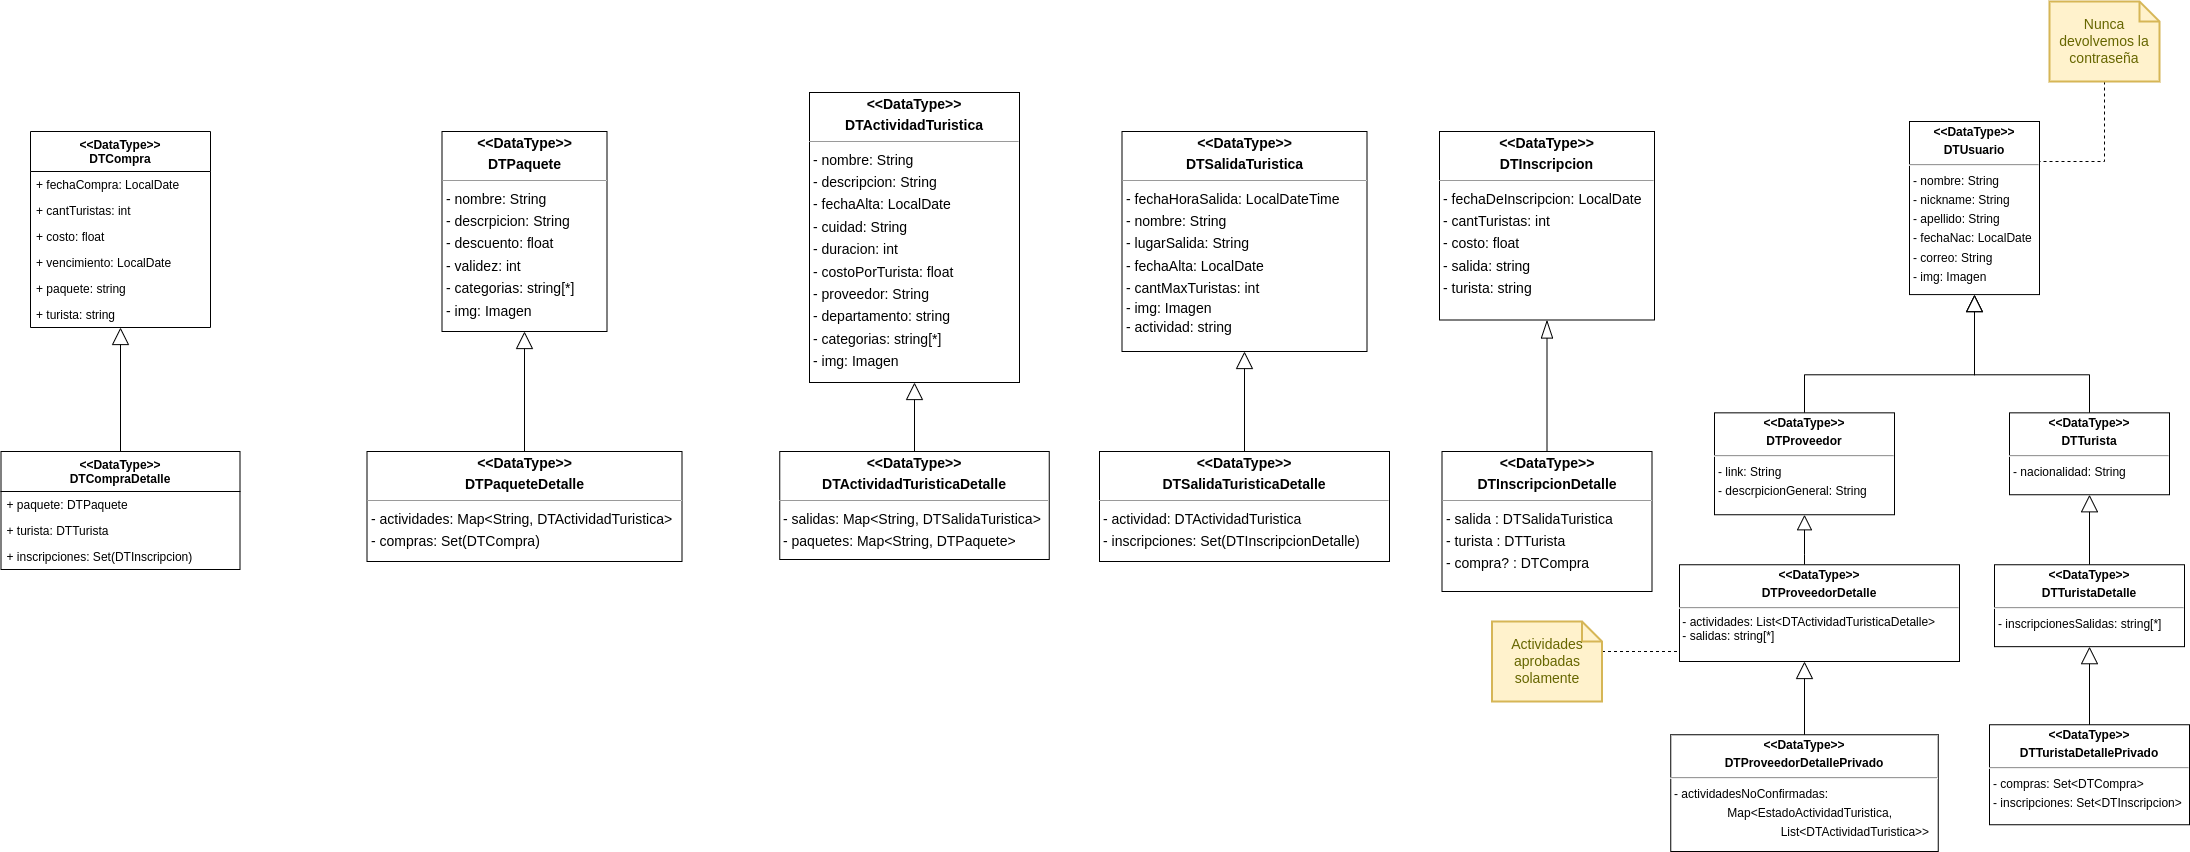 Nunca
devolvemos la
contraseña
<<DataType>>
DTCompra
+ fechaCompra: LocalDate
+ cantTuristas: int
+ costo: float
+ vencimiento: LocalDate
+ paquete: string
+ turista: string
<<DataType>>
DTPaquete
- nombre: String
- descrpicion: String
- descuento: float
- validez: int
- categorias: string[*]
- img: Imagen
<<DataType>>
DTActividadTuristica
- nombre: String
- descripcion: String
- fechaAlta: LocalDate
- cuidad: String
- duracion: int
- costoPorTurista: float
- proveedor: String
- departamento: string
- categorias: string[*]
- img: Imagen
<<DataType>>
DTSalidaTuristica
- fechaHoraSalida: LocalDateTime
- nombre: String
- lugarSalida: String
- fechaAlta: LocalDate
- cantMaxTuristas: int
- img: Imagen
- actividad: string
<<DataType>>
DTInscripcion
- fechaDeInscripcion: LocalDate
- cantTuristas: int
- costo: float
- salida: string
- turista: string
<<DataType>>
DTUsuario
- nombre: String
- nickname: String
- apellido: String
- fechaNac: LocalDate
- correo: String
- img: Imagen
<<DataType>>
DTCompraDetalle
+ paquete: DTPaquete
+ turista: DTTurista
+ inscripciones: Set(DTInscripcion)
<<DataType>>
DTPaqueteDetalle
- actividades: Map<String, DTActividadTuristica>
- compras: Set(DTCompra)
<<DataType>>
DTActividadTuristicaDetalle
- salidas: Map<String, DTSalidaTuristica>
- paquetes: Map<String, DTPaquete>
<<DataType>>
DTSalidaTuristicaDetalle
- actividad: DTActividadTuristica
- inscripciones: Set(DTInscripcionDetalle)
<<DataType>>
DTInscripcionDetalle
- salida : DTSalidaTuristica
- turista : DTTurista
- compra? : DTCompra
<<DataType>>
DTProveedor
- link: String
- descrpicionGeneral: String
<<DataType>>
DTTurista
- nacionalidad: String
Actividades
aprobadas
solamente
<<DataType>>
DTProveedorDetalle
- actividades: List<DTActividadTuristicaDetalle>
- salidas: string[*]
<<DataType>>
DTTuristaDetalle
- inscripcionesSalidas: string[*]
<<DataType>>
DTProveedorDetallePrivado
- actividadesNoConfirmadas:
Map<EstadoActividadTuristica,
List<DTActividadTuristica>>
<<DataType>>
DTTuristaDetallePrivado
- compras: Set<DTCompra>
- inscripciones: Set<DTInscripcion>